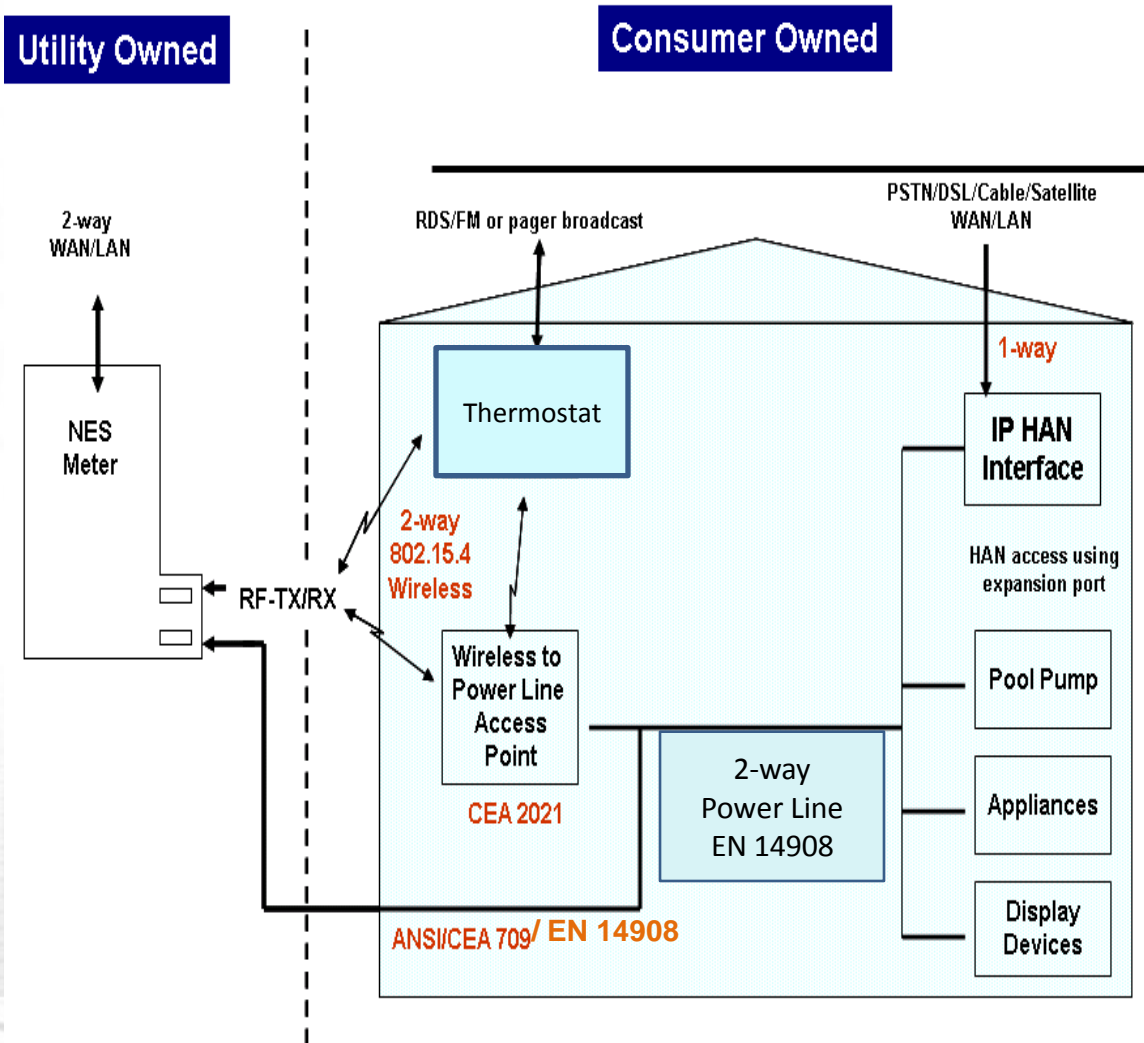 Utility Owned
Consumer Owned
2-way
WAN/LAN
RDS/FM or pager broadcast
PSTN/DSL/Cable/Satellite
WAN/LAN
1-way
NES
Meter
Thermostat
IP HAN
Interface
2-way
802.15.4
Wireless
HAN access using
expansion port
RF-TX/RX
Wireless to
Power Line
Access
Point
Pool Pump
2-way
Power Line
EN 14908
CEA 2021
Appliances
Display
Devices
ANSI/CEA 709/ EN 14908